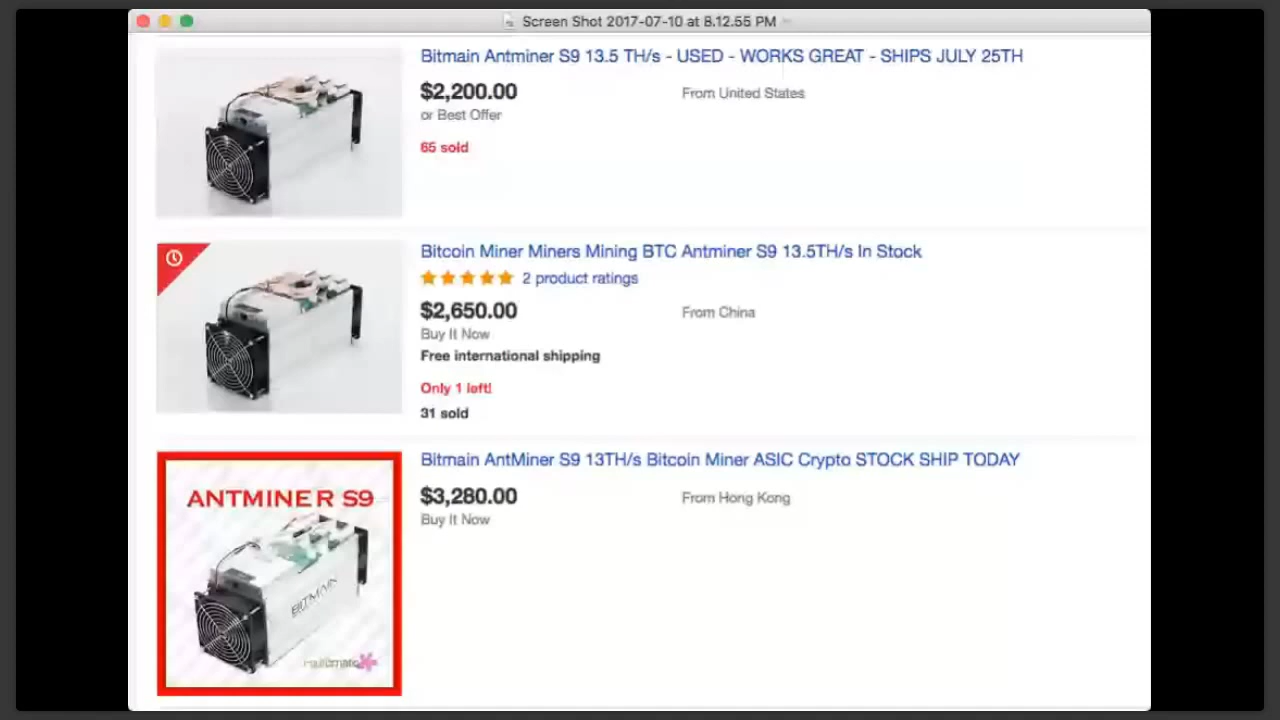 Screen Shot 2017-07-10 at 8.12.55 PM
Bitmain Antminer S9 13.5 TH/s - USED - WORKS GREAT - SHIPS JULY 25TH
$2,200.00
From United States
or Best Offer
65 sold
Bitcoin Miner Miners Mining BTC Antminer S9 13.5TH/s In Stock
2 product ratings
$2,650.00
From China
Buy It Now
Free international shipping
Only 1 left!
31 sold
Bitmain AntMiner S9 13TH/s Bitcoin Miner ASIC Crypto STOCK SHIP TODAY
$3,280.00
From Hong Kong
Buy It Now
ANTMINER S9
BITMAIN